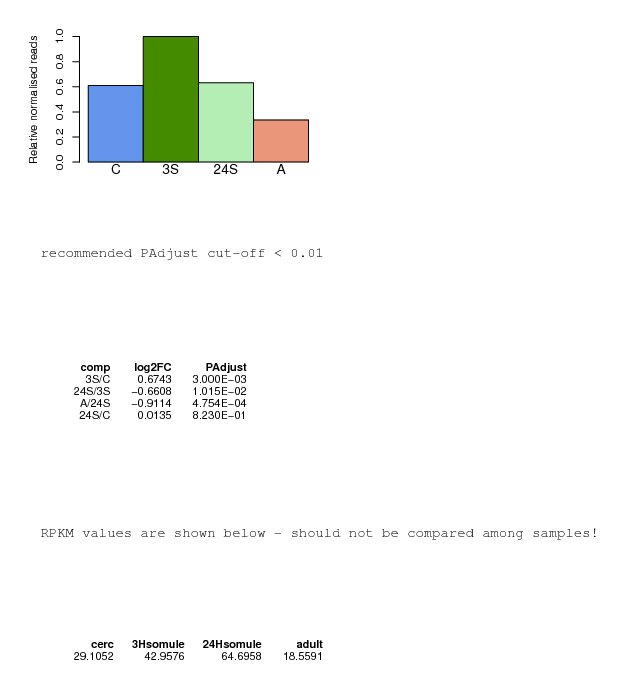 Relative normalised reads
1.0
0.8
0.6
0.4
0.2
0.0
C 3S 24S A
recommended PAdjust cut-off < 0.01
comp log2FC PAdjust
3S/C 0.6743 3.000E−03
24S/3S −0.6608 1.015E−02
A/24S −0.9114 4.754E−04
24S/C 0.0135 8.230E−01
RPKM values are shown below - should not be compared among samples!
cerc 3Hsomule 24Hsomule adult
29.1052 42.9576 64.6958 18.5591